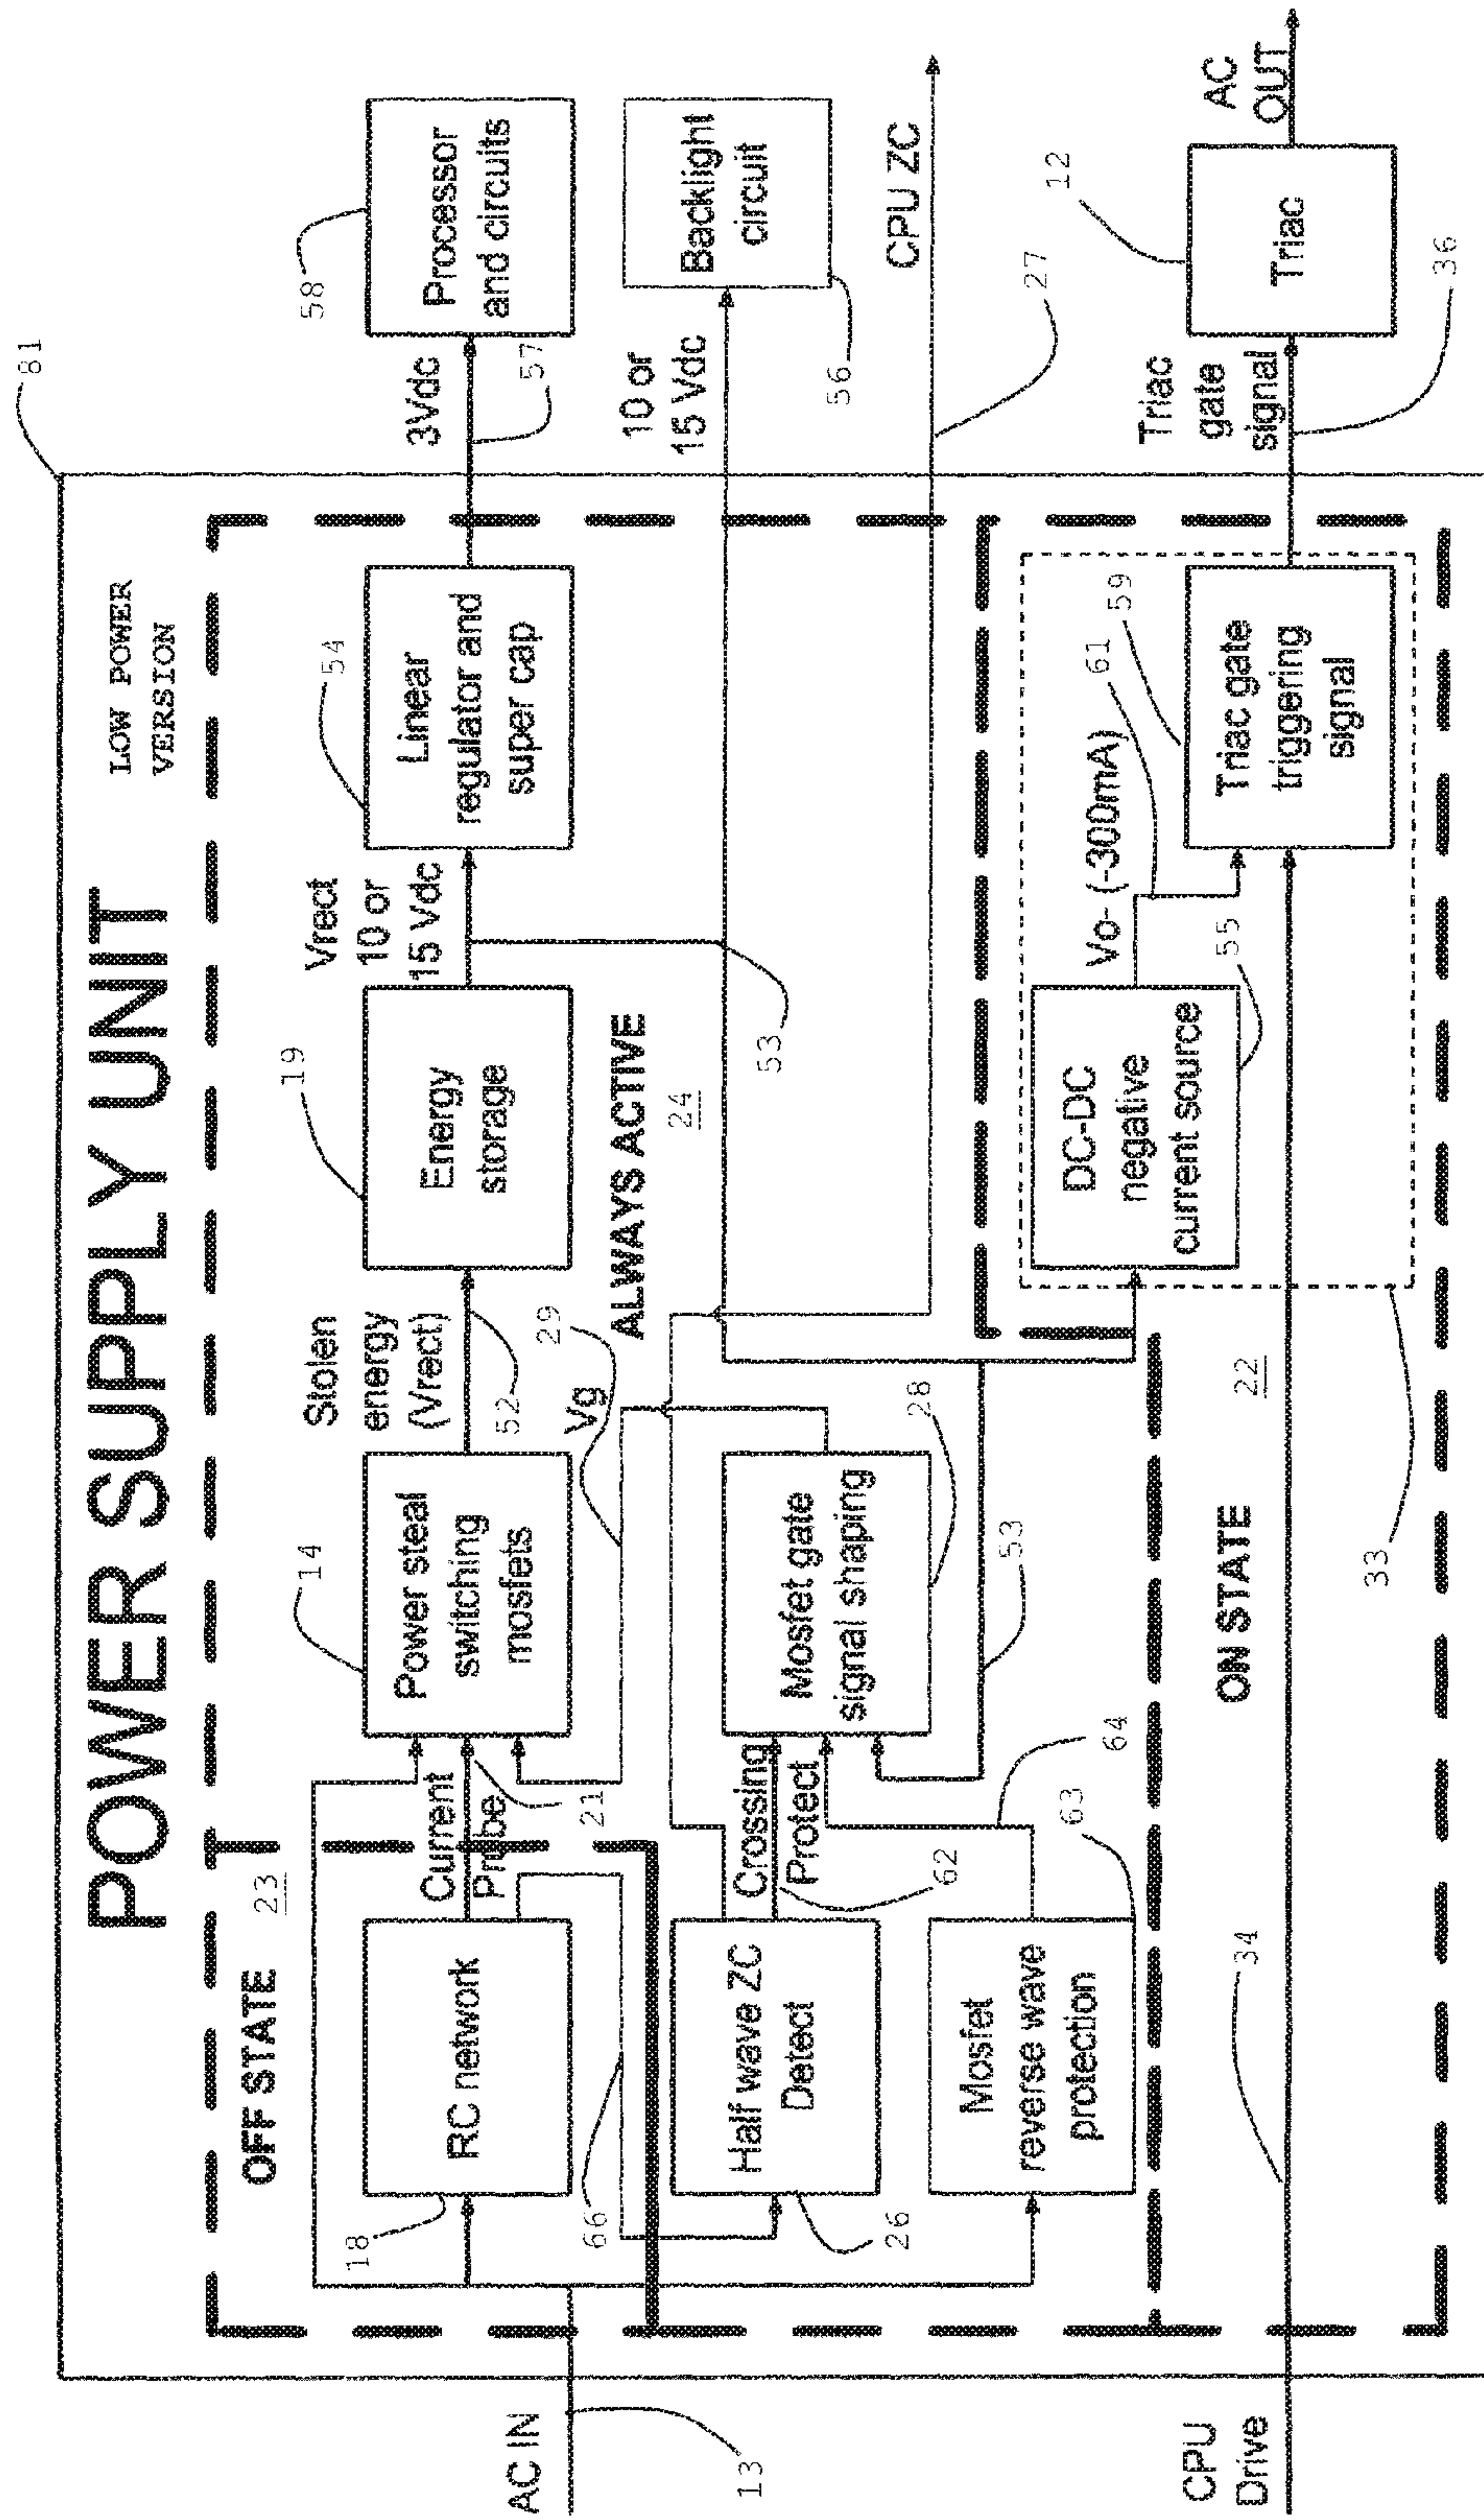 POWER SUPPLY UNIT
81
LOW POWER
VERSION
OFF STATE
23
AC IN
13
18
RC network
Current
Probe
21
14
Power steal
switching
mosfets
Stolen
energy
(Vrect)
52
19
Energy
storage
Vrect
10 or
15 Vdc
54
Linear
regulator and
super cap
3Vdc
57
58
Processor
and circuits
66
Vg
29
ALWAYS ACTIVE
24
53
10 or
15 Vdc
56
Backlight
circuit
Half wave ZC
Detect
26
Crossing
Protect
62
Mosfet gate
signal shaping
28
CPU ZC
27
Mosfet
reverse wave
protection
63
64
53
DC-DC
negative
current source
55
Vo- (-300mA)
61
59
Triac gate
triggering
signal
Triac
gate
signal
36
12
Triac
AC
OUT
CPU
Drive
34
ON STATE
22
33